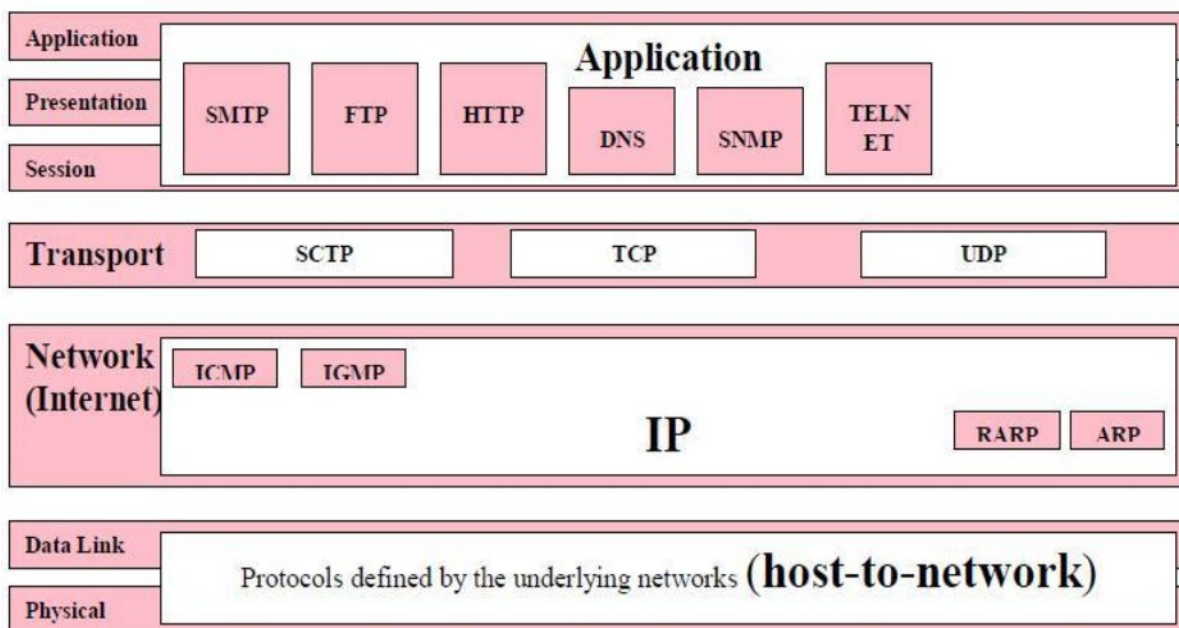 Application
Application
Presentation
SMTP FTP HTTP DNS SNMP TELN
ET
Session
Transport SCTP TCP UDP
Network
(Internet)
ICMP IGMP
IP
RARP ARP
Data Link
Protocols defined by the underlying networks (host-to-network)
Physical